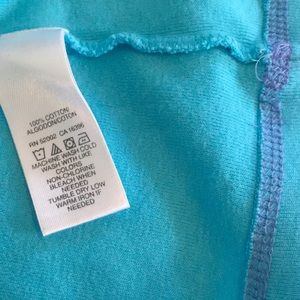 100% COTTON/
ALGODON/COTON
RN 52002 CA 16396
MACHINE WASH COLD
WASH WITH LIKE
COLORS
NON-CHLORINE
BLEACH WHEN
NEEDED
TUMBLE DRY LOW
WARM IRON IF
NEEDED